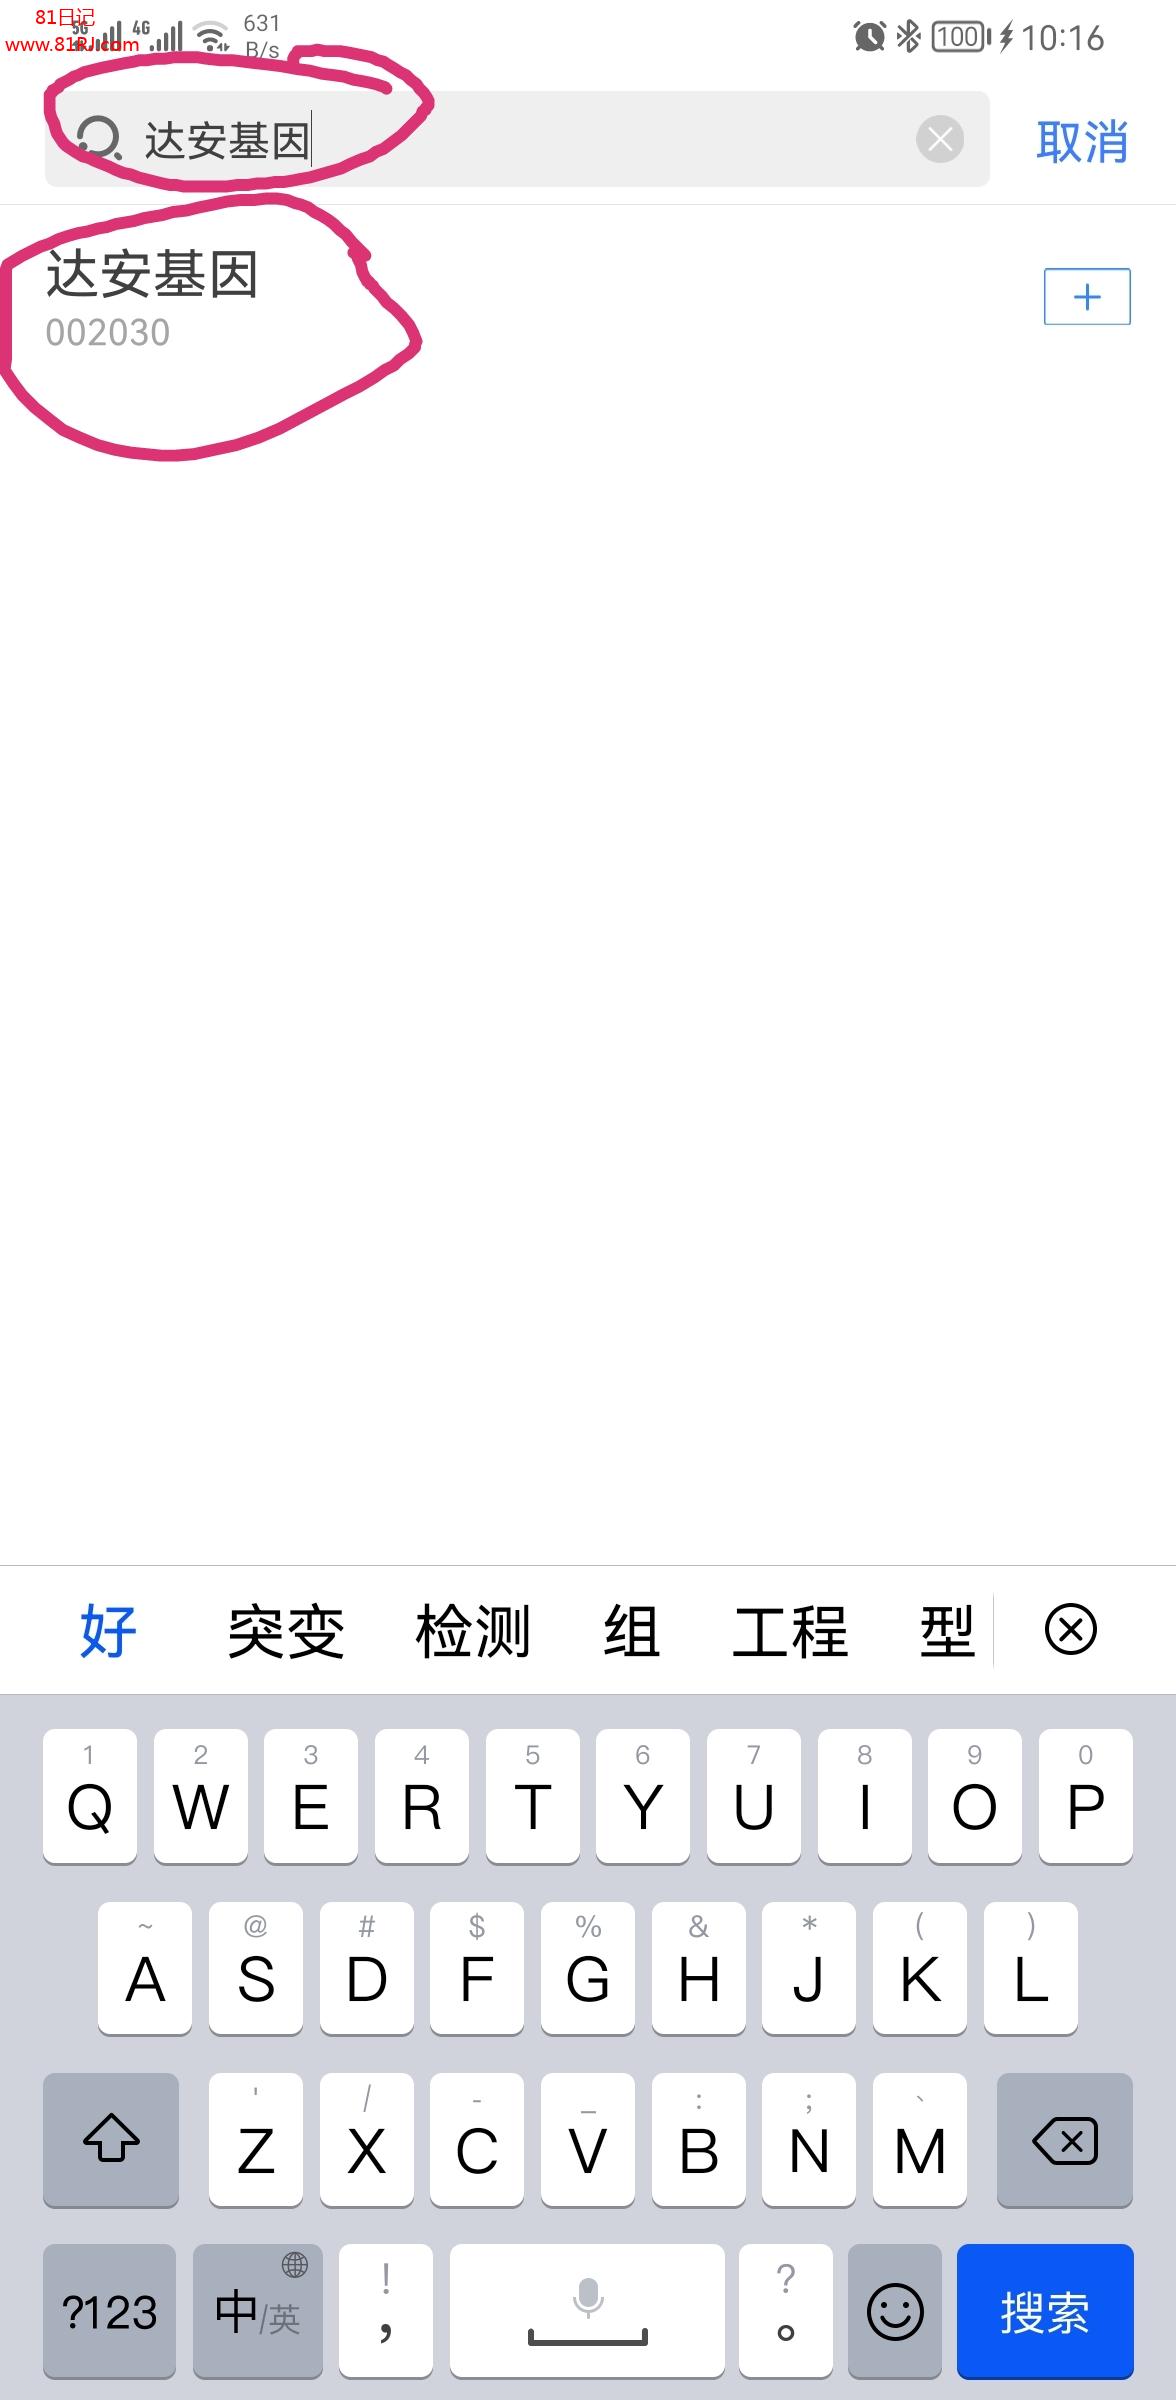 81日记
www.81RJ.com
5G 4G 631 B/s 100 10:16
达安基因 取消
达安基因
002030
好 突变 检测 组 工程 型
1 2 3 4 5 6 7 8 9 0
Q W E R T Y U I O P
~ @ # $ % & * ( )
A S D F G H J K L
' / - _ : ; 、
Z X C V B N M
! ?
?123 中/英 , 。 搜索